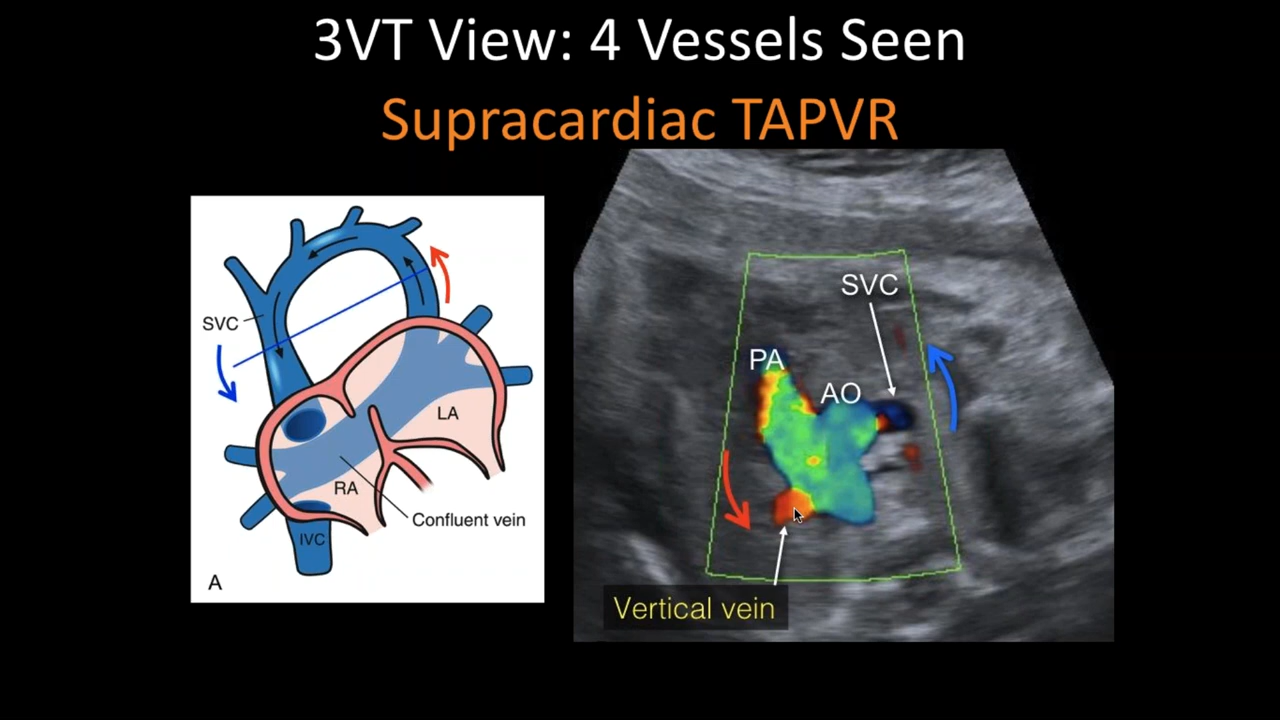 3VT View: 4 Vessels Seen
Supracardiac TAPVR
SVC
LA
RA
Confluent vein
IVC
A
SVC
PA
AO
Vertical vein